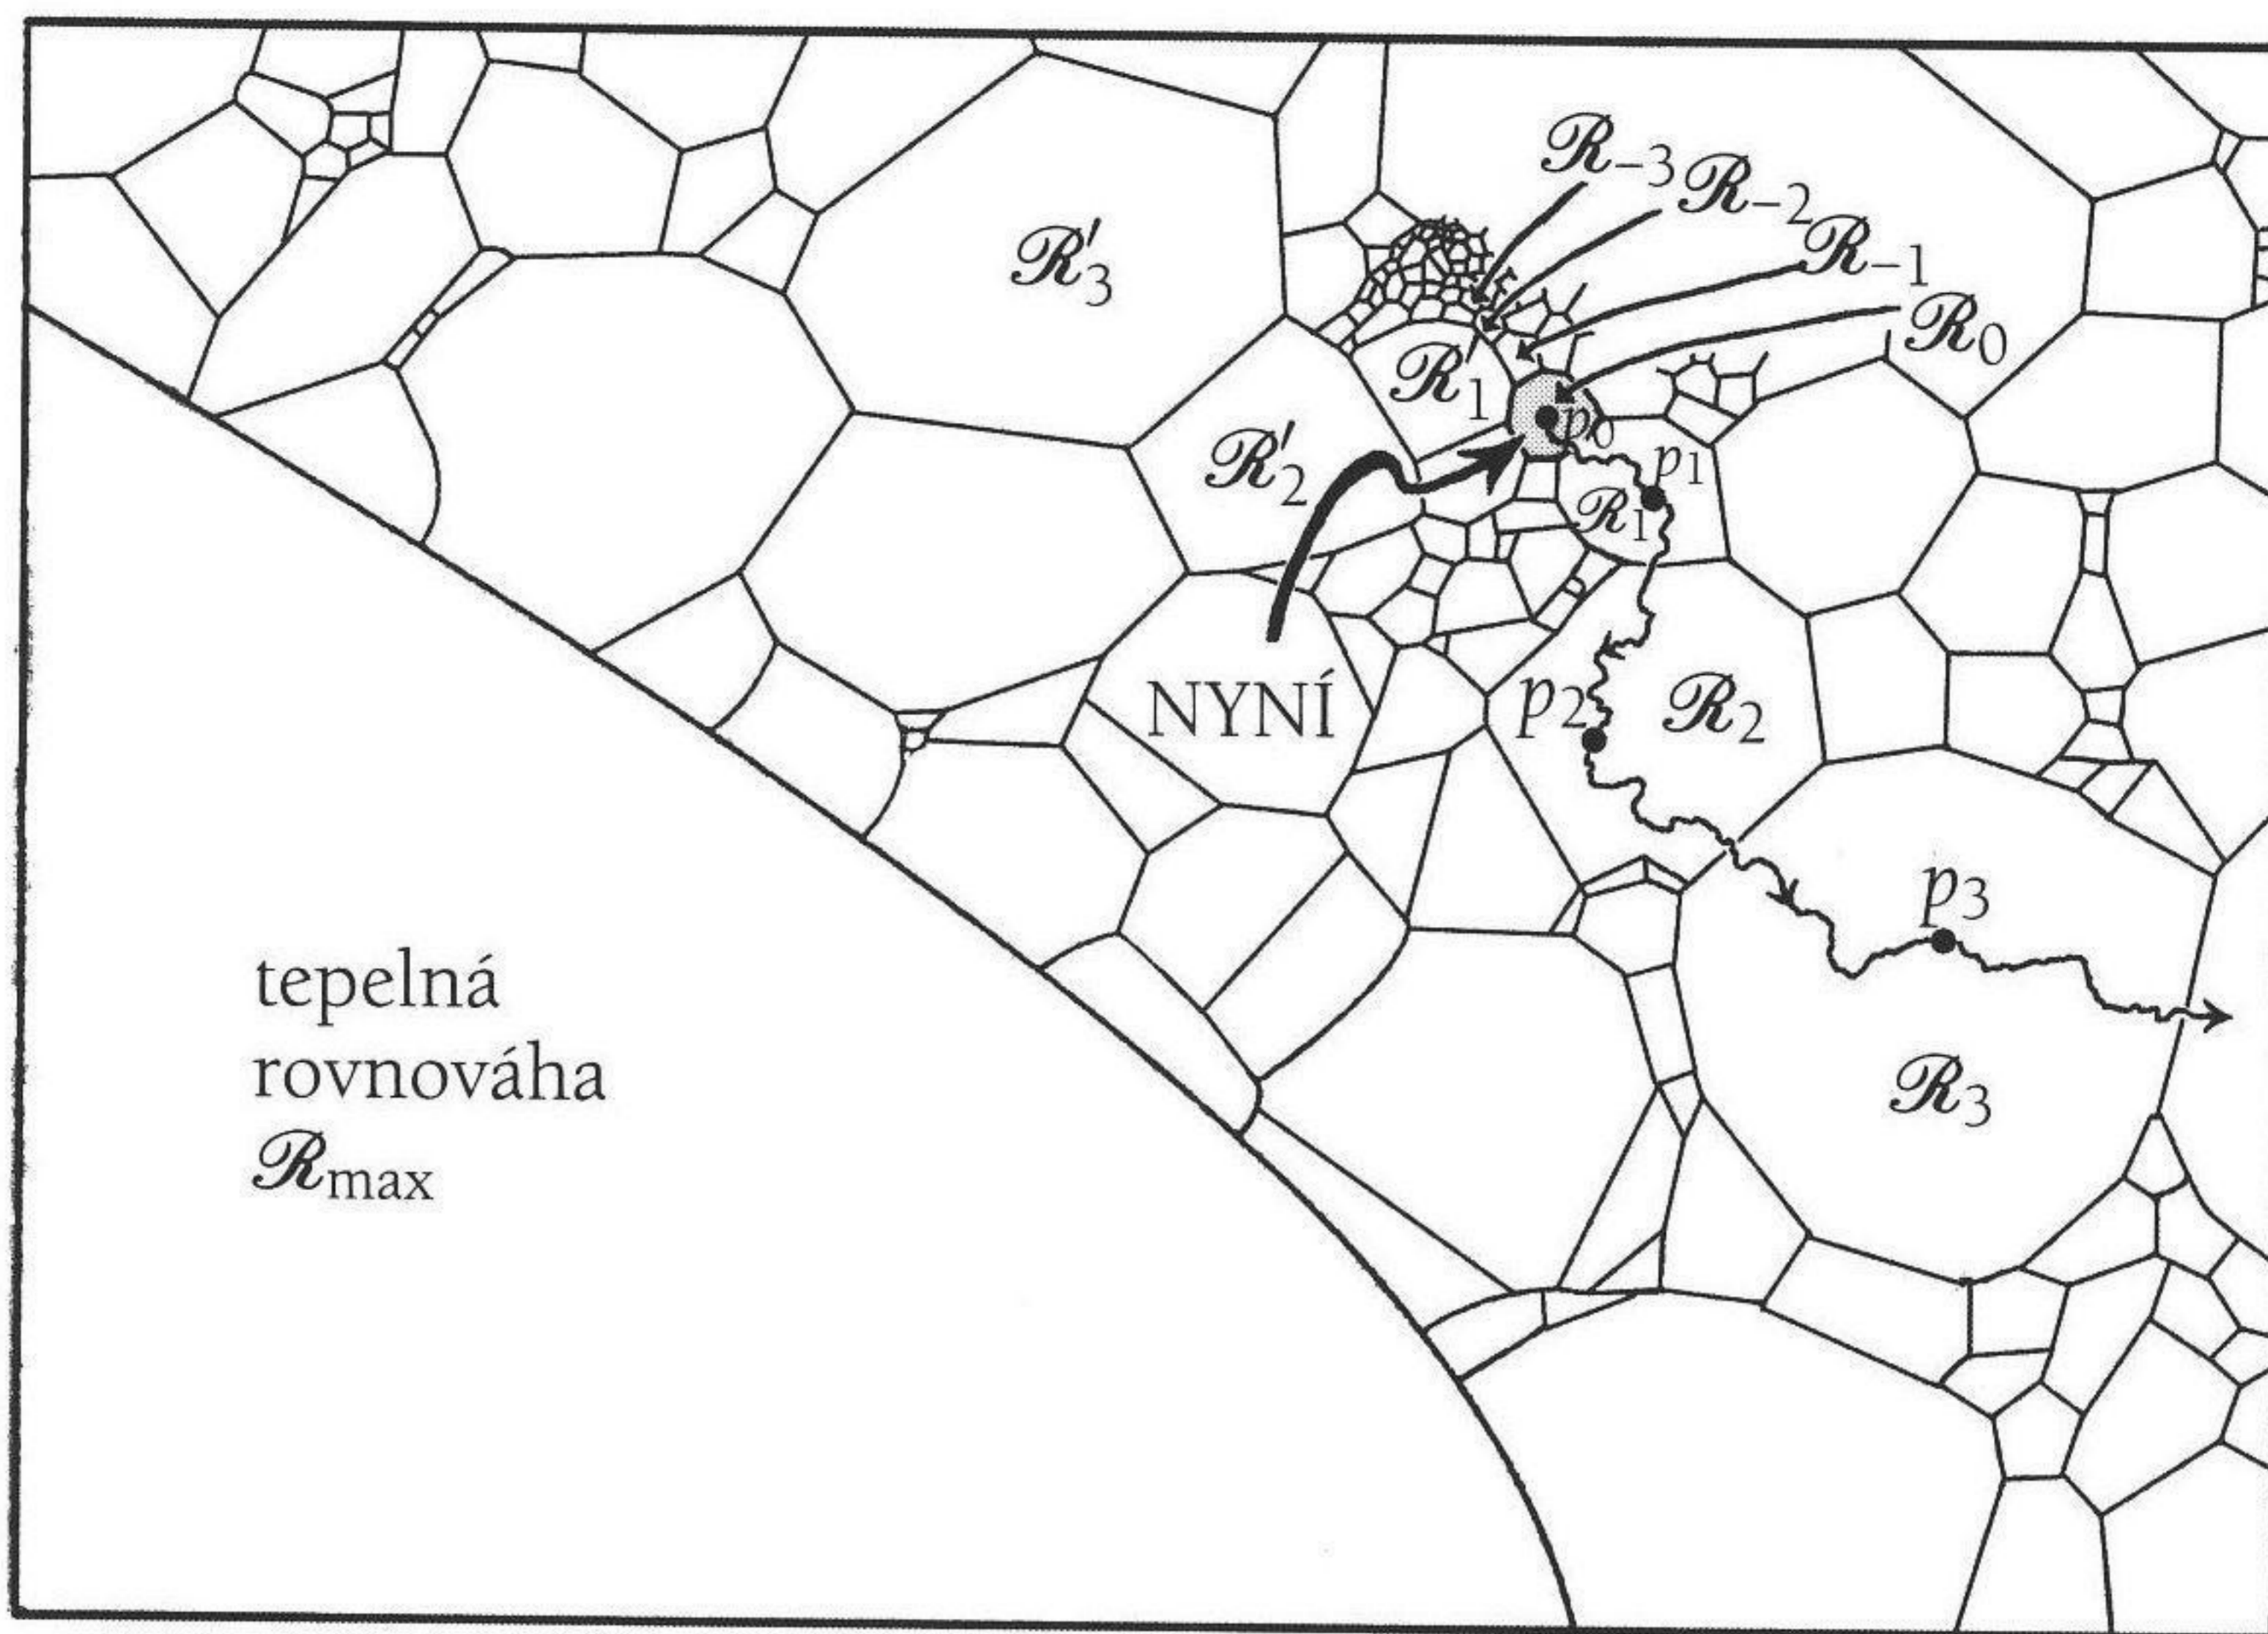 ℛ₋₃
ℛ₋₂
ℛ₋₁
ℛ₀
ℛ′₃
ℛ′₁
ℛ′₂
p₀
p₁
ℛ₁
NYNÍ
p₂
ℛ₂
p₃
ℛ₃
tepelná
rovnováha
ℛmax